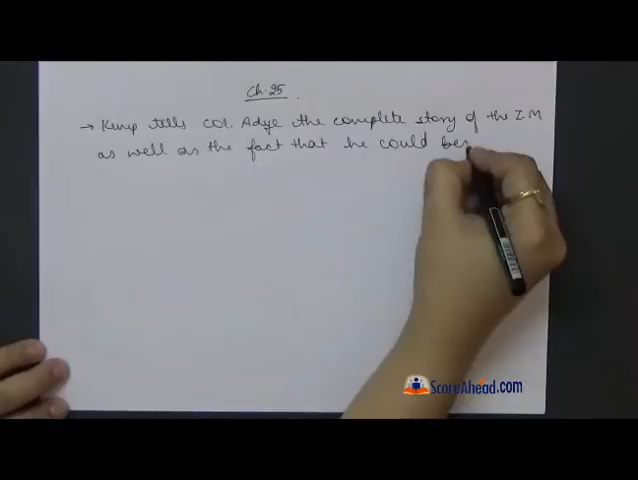 Ch-25
→ Kemp tells Col. Adye the complete story of the I.M
as well as the fact that he could be
ScoreAhead.com